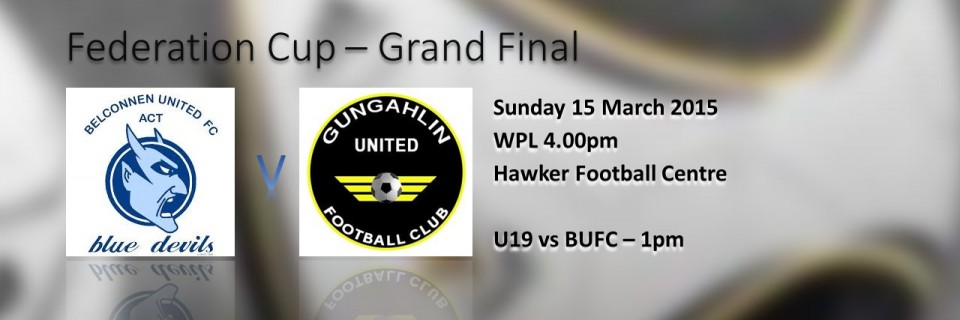 Federation Cup – Grand Final
BELCONNEN UNITED FC
ACT
blue devils
V
GUNGAHLIN
UNITED
FOOTBALL CLUB
Sunday 15 March 2015
WPL 4.00pm
Hawker Football Centre
U19 vs BUFC – 1pm